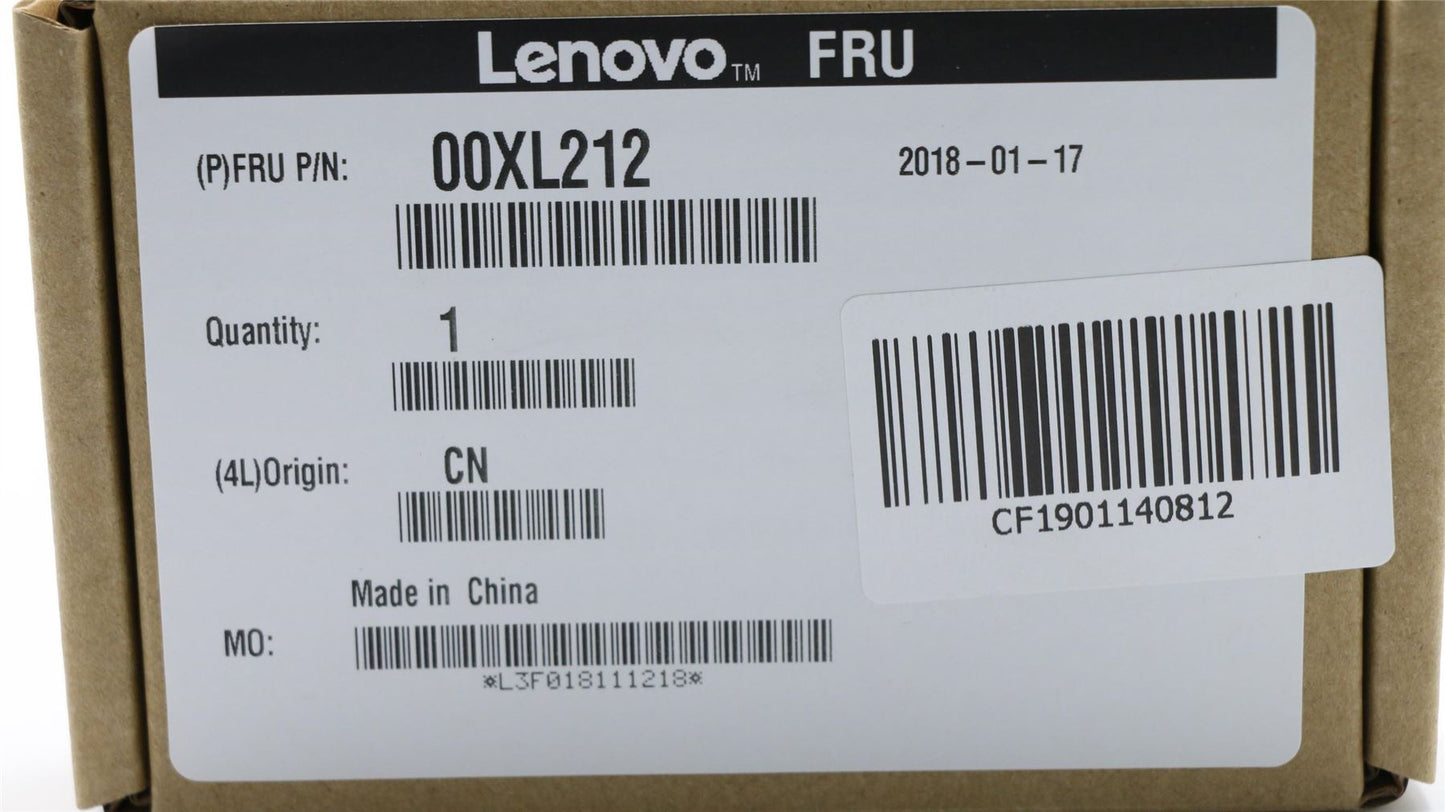 Lenovo™ FRU
(P)FRU P/N: 00XL212 2018-01-17
Quantity: 1
(4L)Origin: CN
CF1901140812
Made in China
MO:
*L3F018111218*